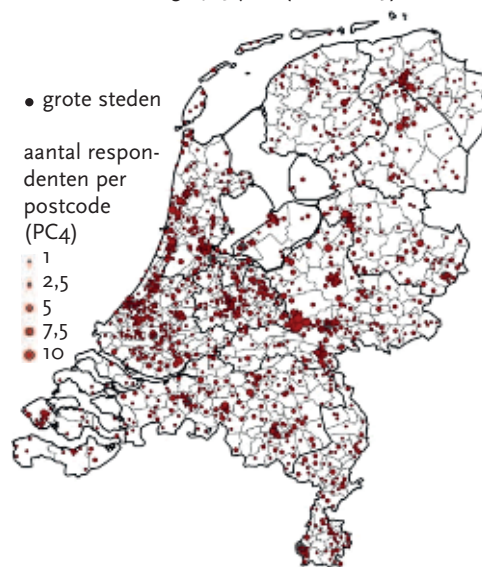 • grote steden
aantal respon-
denten per
postcode
(PC4)
1
2,5
5
7,5
10